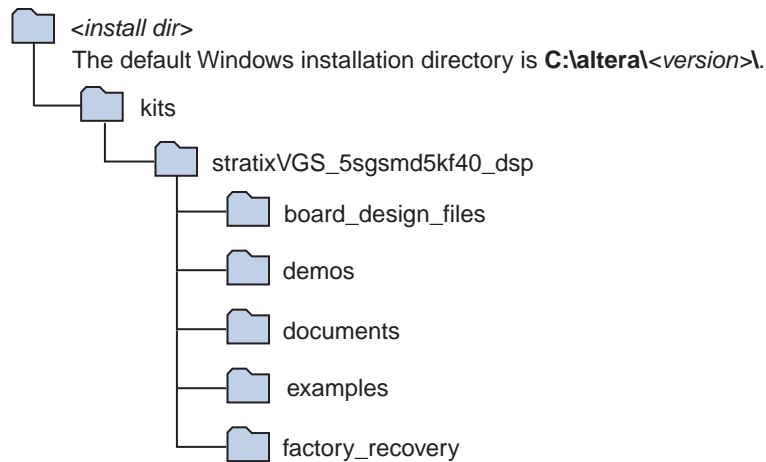 <install dir>
The default Windows installation directory is C:\altera\<version>\.
kits
stratixVGS_5sgsmd5kf40_dsp
board_design_files
demos
documents
examples
factory_recovery